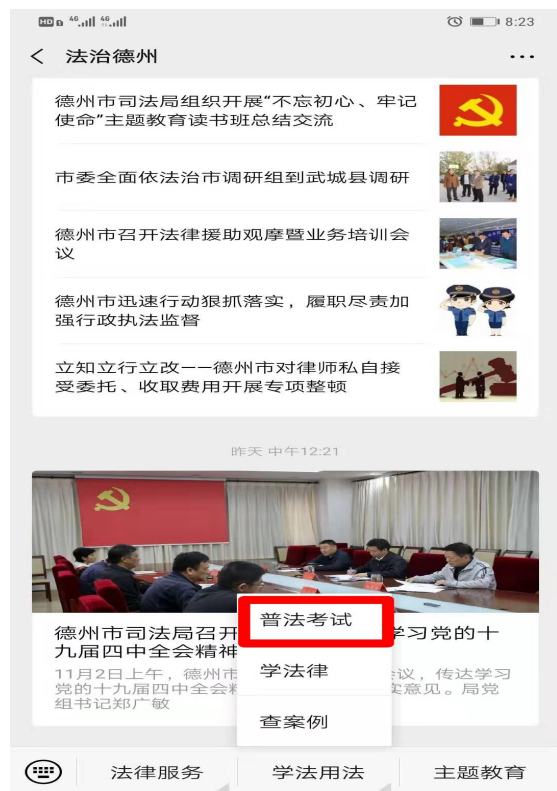 HD 46 46 8:23
法治德州
德州市司法局组织开展“不忘初心、牢记
使命”主题教育读书班总结交流
市委全面依法治市调研组到武城县调研
德州市召开法律援助观摩暨业务培训会
议
德州市迅速行动狠抓落实，履职尽责加
强行政执法监督
立知立行立改——德州市对律师私自接
受委托、收取费用开展专项整顿
昨天 中午12:21
德州市司法局召开 学习党的十
九届四中全会精神
11月2日上午，德州市 会议，传达学习
党的十九届四中全会精 实意见。局党
组书记郑广敏
普法考试
学法律
查案例
法律服务
学法用法
主题教育